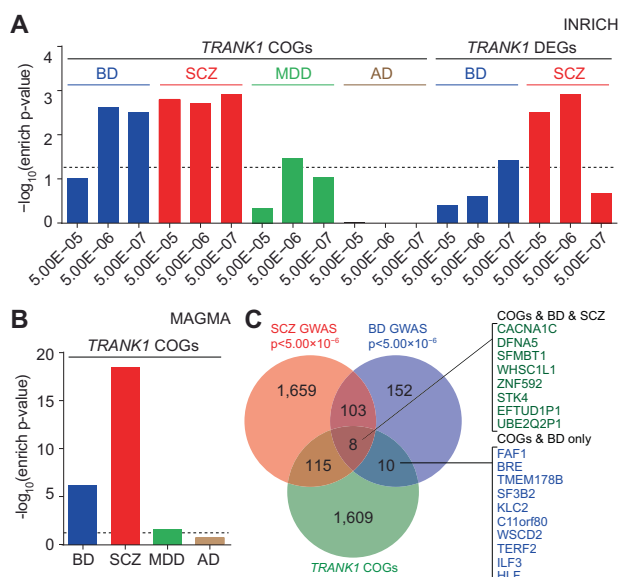 A
INRICH
TRANK1 COGs
TRANK1 DEGs
BD
SCZ
MDD
AD
BD
SCZ
−log10(enrich p-value)
4
3
2
1
0
5.00E−05
5.00E−06
5.00E−07
5.00E−05
5.00E−06
5.00E−07
5.00E−05
5.00E−06
5.00E−07
5.00E−05
5.00E−06
5.00E−07
5.00E−05
5.00E−06
5.00E−07
5.00E−05
5.00E−06
5.00E−07
B
MAGMA
TRANK1 COGs
-log10(enrich p-value)
20
15
10
5
0
BD
SCZ
MDD
AD
C
SCZ GWAS
p<5.00×10−6
BD GWAS
p<5.00×10−6
1,659
103
152
8
115
10
1,609
TRANK1 COGs
COGs & BD & SCZ
CACNA1C
DFNA5
SFMBT1
WHSC1L1
ZNF592
STK4
EFTUD1P1
UBE2Q2P1
COGs & BD only
FAF1
BRE
TMEM178B
SF3B2
KLC2
C11orf80
WSCD2
TERF2
ILF3
HLF